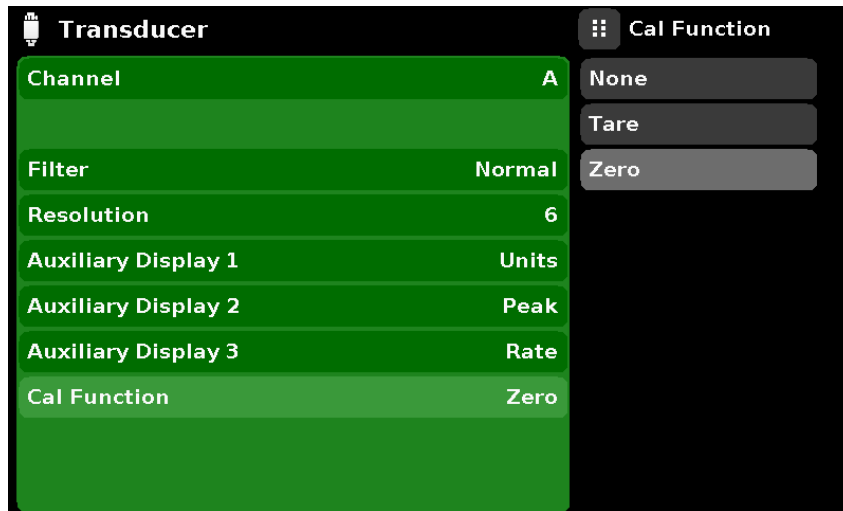 Transducer
Channel A
Filter Normal
Resolution 6
Auxiliary Display 1 Units
Auxiliary Display 2 Peak
Auxiliary Display 3 Rate
Cal Function Zero
Cal Function
None
Tare
Zero